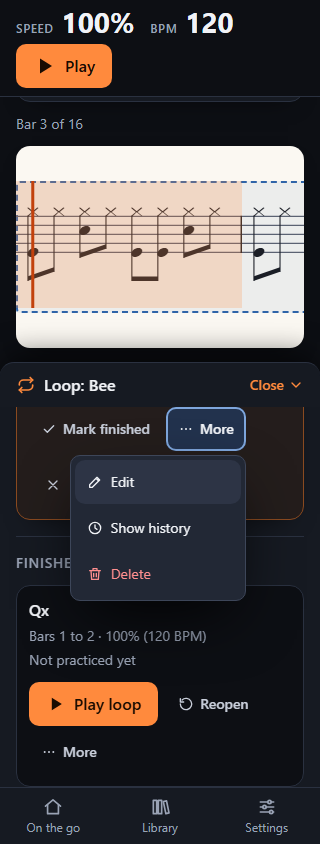 SPEED 100% BPM 120
Play
Bar 3 of 16
Loop: Bee
Close
Mark finished
More
Edit
Show history
Delete
Qx
Bars 1 to 2 · 100% (120 BPM)
Not practiced yet
Play loop
Reopen
More
On the go
Library
Settings